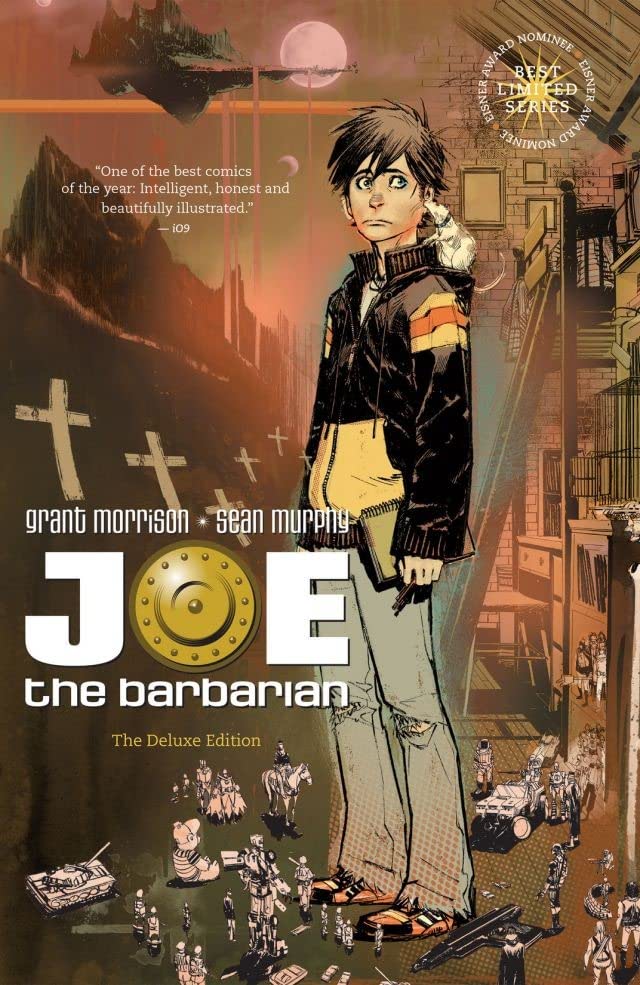 EISNER AWARD NOMINEE • EISNER AWARD NOMINEE
BEST
LIMITED
SERIES
“One of the best comics
of the year: Intelligent, honest and
beautifully illustrated.”
— i09
grant morrison * sean murphy
JOE
the barbarian
The Deluxe Edition